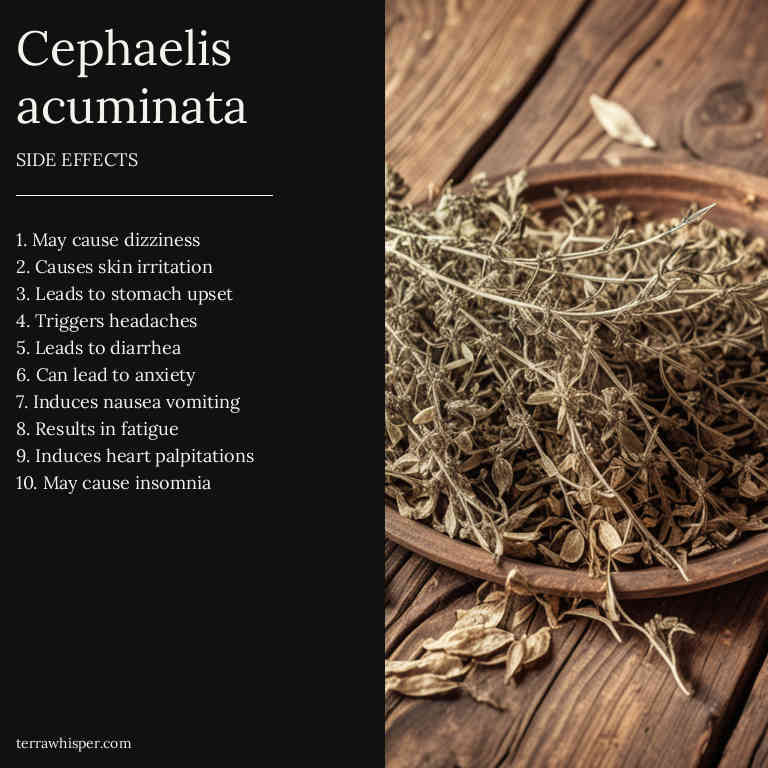 Cephaelis
acuminata
SIDE EFFECTS
1. May cause dizziness
2. Causes skin irritation
3. Leads to stomach upset
4. Triggers headaches
5. Leads to diarrhea
6. Can lead to anxiety
7. Induces nausea vomiting
8. Results in fatigue
9. Induces heart palpitations
10. May cause insomnia
terrawhisper.com